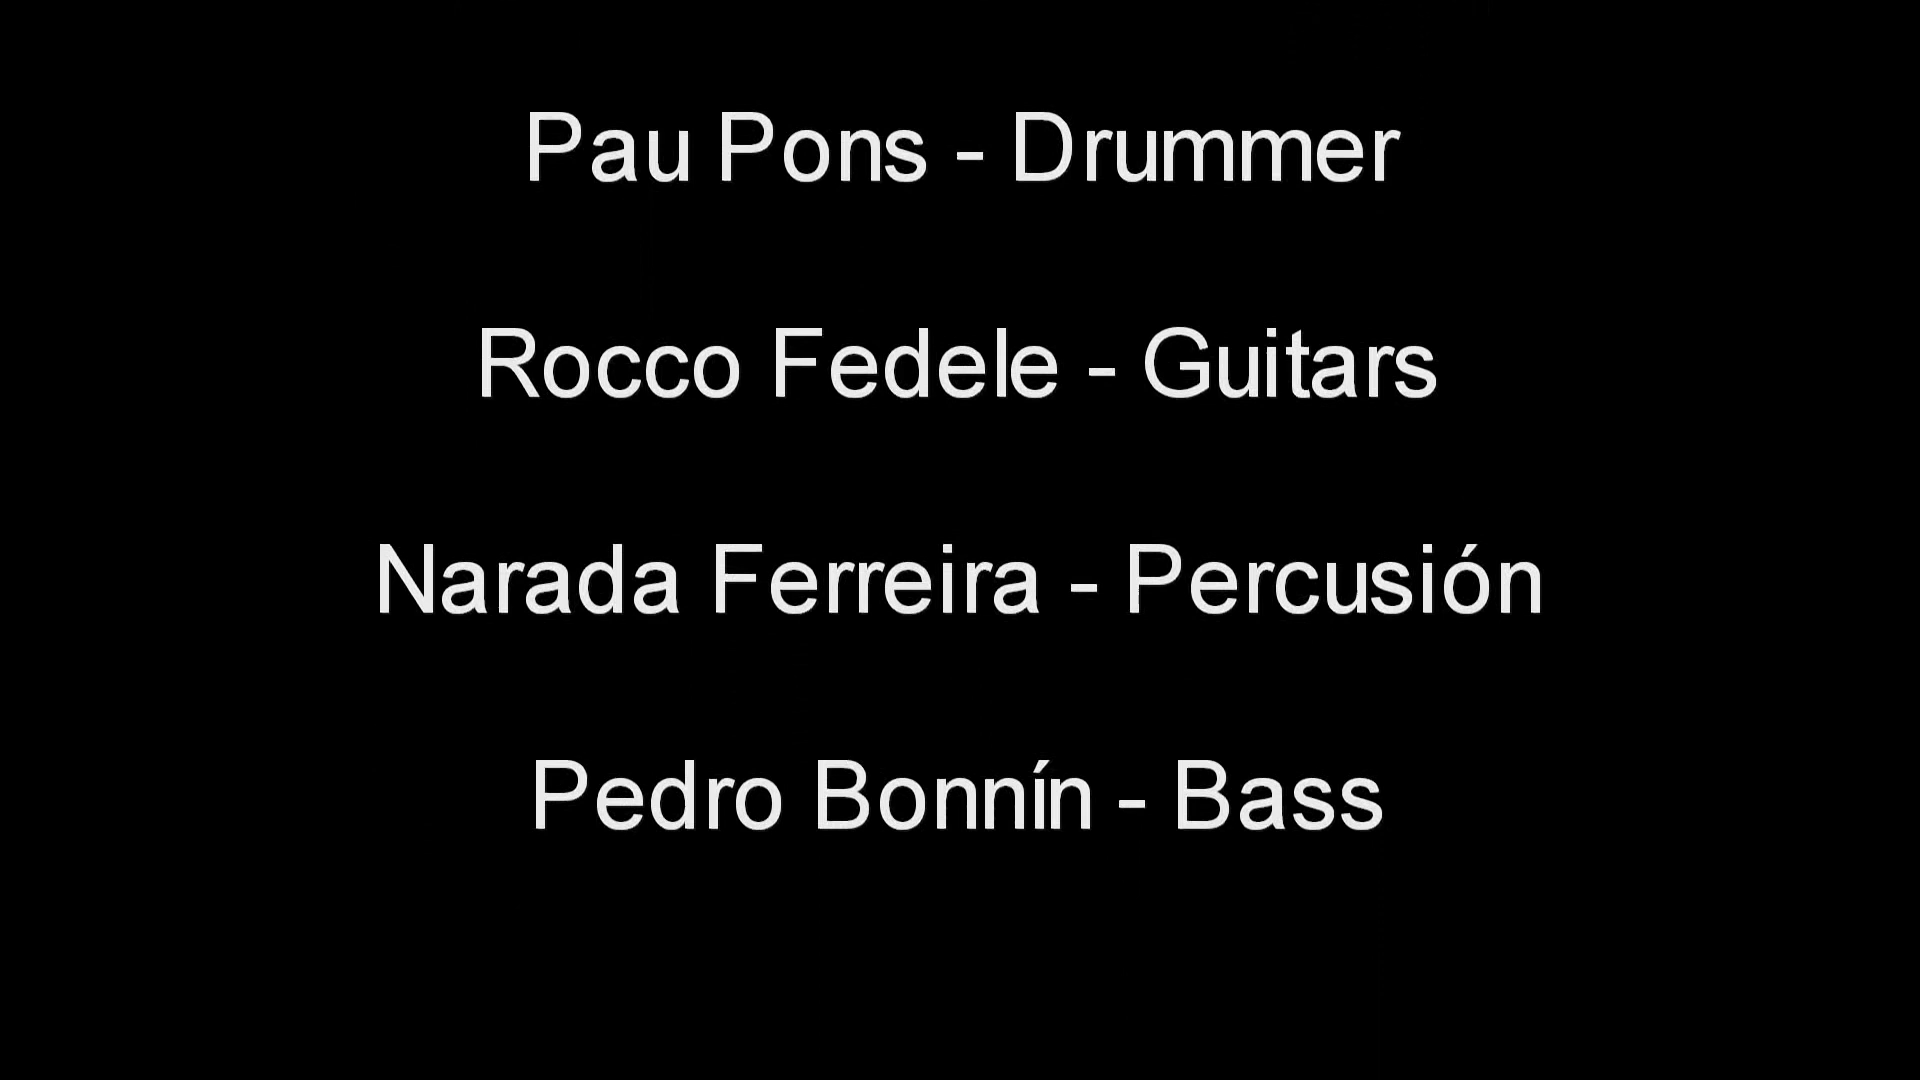 Pau Pons - Drummer
Rocco Fedele - Guitars
Narada Ferreira - Percusión
Pedro Bonnín - Bass